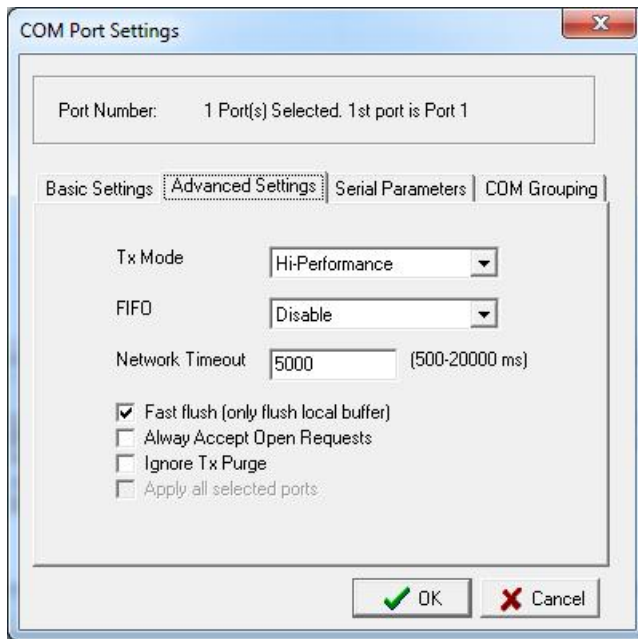 COM Port Settings
Port Number: 1 Port(s) Selected. 1st port is Port 1
Basic Settings Advanced Settings Serial Parameters COM Grouping
Tx Mode Hi-Performance
FIFO Disable
Network Timeout 5000 (500-20000 ms)
Fast flush (only flush local buffer)
Alway Accept Open Requests
Ignore Tx Purge
Apply all selected ports
OK Cancel